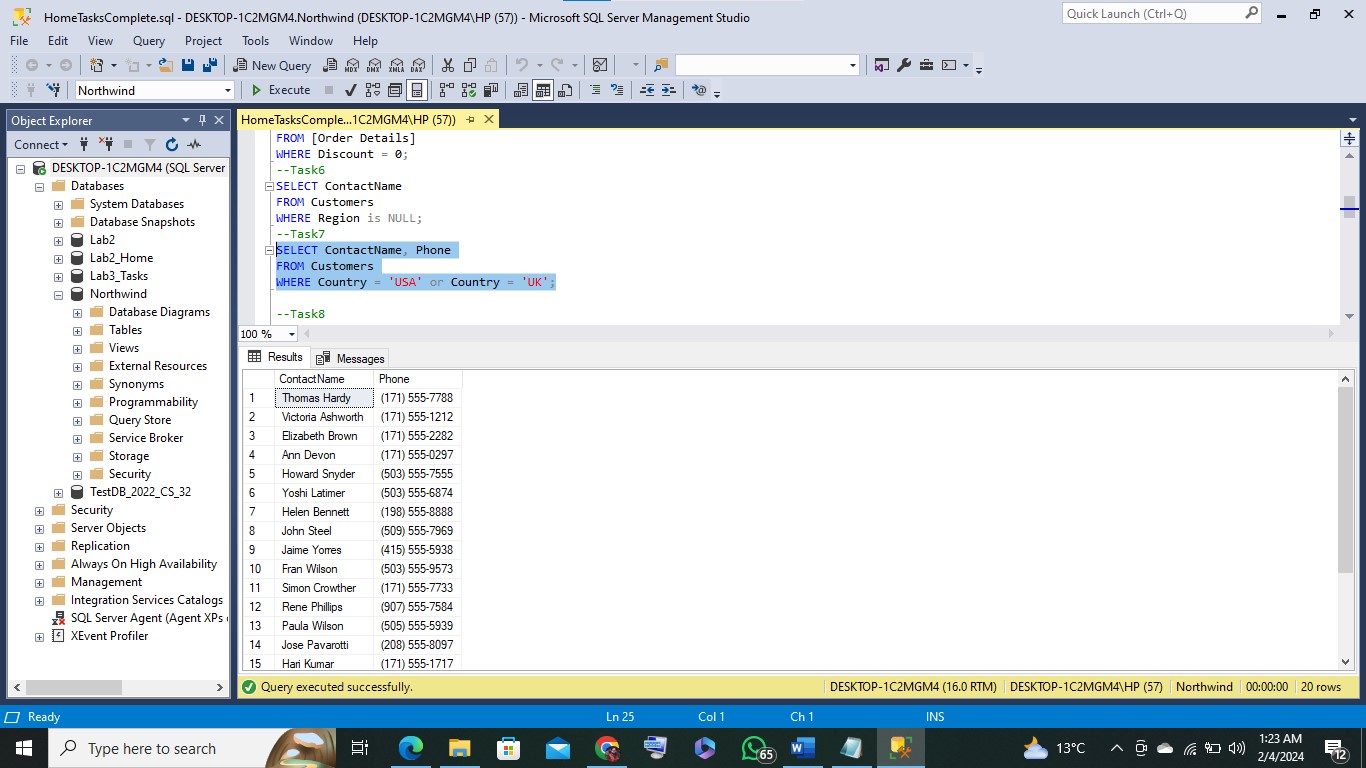 HomeTasksComplete.sql - DESKTOP-1C2MGM4.Northwind (DESKTOP-1C2MGM4\HP (57)) - Microsoft SQL Server Management Studio
Quick Launch (Ctrl+Q)
File Edit View Query Project Tools Window Help
New Query MDX DMX XMLA DAX
Northwind Execute
Object Explorer
HomeTasksComple...1C2MGM4\HP (57))
Connect
DESKTOP-1C2MGM4 (SQL Server
Databases
System Databases
Database Snapshots
Lab2
Lab2_Home
Lab3_Tasks
Northwind
Database Diagrams
Tables
Views
External Resources
Synonyms
Programmability
Query Store
Service Broker
Storage
Security
TestDB_2022_CS_32
Security
Server Objects
Replication
Always On High Availability
Management
Integration Services Catalogs
SQL Server Agent (Agent XPs
XEvent Profiler
FROM [Order Details]
WHERE Discount = 0;
--Task6
SELECT ContactName
FROM Customers
WHERE Region is NULL;
--Task7
SELECT ContactName, Phone
FROM Customers
WHERE Country = 'USA' or Country = 'UK';
--Task8
100 %
Results Messages
ContactName Phone
1 Thomas Hardy (171) 555-7788
2 Victoria Ashworth (171) 555-1212
3 Elizabeth Brown (171) 555-2282
4 Ann Devon (171) 555-0297
5 Howard Snyder (503) 555-7555
6 Yoshi Latimer (503) 555-6874
7 Helen Bennett (198) 555-8888
8 John Steel (509) 555-7969
9 Jaime Yorres (415) 555-5938
10 Fran Wilson (503) 555-9573
11 Simon Crowther (171) 555-7733
12 Rene Phillips (907) 555-7584
13 Paula Wilson (505) 555-5939
14 Jose Pavarotti (208) 555-8097
15 Hari Kumar (171) 555-1717
Query executed successfully. DESKTOP-1C2MGM4 (16.0 RTM) DESKTOP-1C2MGM4\HP (57) Northwind 00:00:00 20 rows
Ready Ln 25 Col 1 Ch 1 INS
Type here to search
65
13°C
1:23 AM
2/4/2024
12